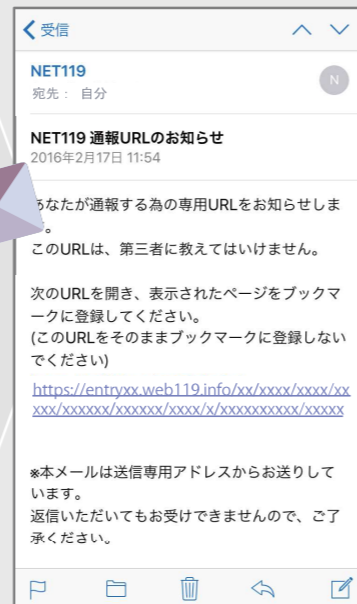 受信
NET119
宛先： 自分
N
NET119 通報URLのお知らせ
2016年2月17日 11:54
あなたが通報する為の専用URLをお知らせしま
。
このURLは、第三者に教えてはいけません。
次のURLを開き、表示されたページをブックマ
ークに登録してください。
(このURLをそのままブックマークに登録しない
でください)
https://entryxx.web119.info/xx/xxxx/xxxx/xx
xxx/xxxxxx/xxxxxx/xxxx/x/xxxxxxxxxx/xxxxx
※本メールは送信専用アドレスからお送りして
います。
返信いただいてもお受けできませんので、ご了
承ください。